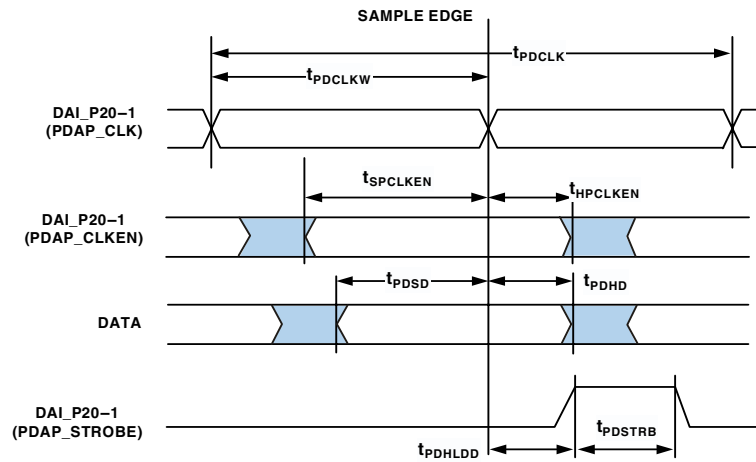 SAMPLE EDGE
tPDCLK
tPDCLKW
DAI_P20–1
(PDAP_CLK)
tSPCLKEN
tHPCLKEN
DAI_P20–1
(PDAP_CLKEN)
tPDSD
tPDHD
DATA
DAI_P20–1
(PDAP_STROBE)
tPDHLDD
tPDSTRB